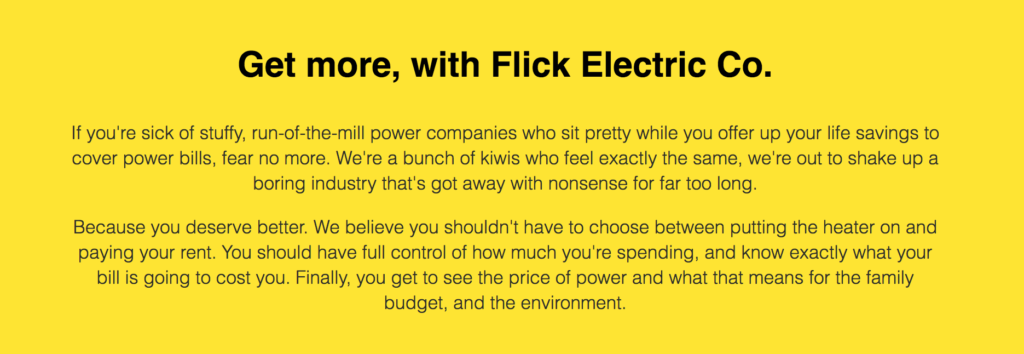 Get more, with Flick Electric Co.
If you're sick of stuffy, run-of-the-mill power companies who sit pretty while you offer up your life savings to
cover power bills, fear no more. We're a bunch of kiwis who feel exactly the same, we're out to shake up a
boring industry that's got away with nonsense for far too long.
Because you deserve better. We believe you shouldn't have to choose between putting the heater on and
paying your rent. You should have full control of how much you're spending, and know exactly what your
bill is going to cost you. Finally, you get to see the price of power and what that means for the family
budget, and the environment.